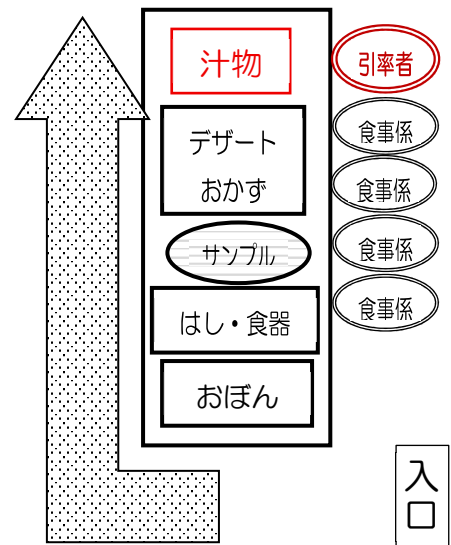 汁物
引率者
デザート
おかず
食事係
食事係
サンプル
食事係
はし・食器
食事係
おぼん
入口